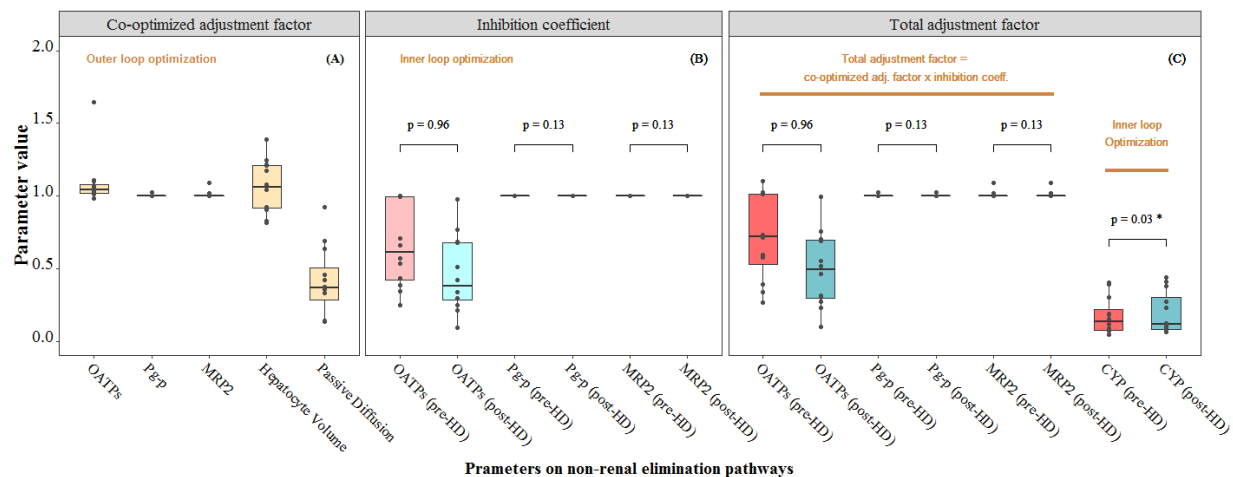 Co-optimized adjustment factor
Inhibition coefficient
Total adjustment factor
Parameter value
2.0
1.5
1.0
0.5
0.0
Outer loop optimization
(A)
Inner loop optimization
(B)
p = 0.96
p = 0.13
p = 0.13
Total adjustment factor =
co-optimized adj. factor x inhibition coeff.
(C)
p = 0.96
p = 0.13
p = 0.13
Inner loop
Optimization
p = 0.03 *
OATPs
Pg-p
MRP2
Hepatocyte Volume
Passive Diffusion
OATPs (pre-HD)
OATPs (post-HD)
Pg-p (pre-HD)
Pg-p (post-HD)
MRP2 (pre-HD)
MRP2 (post-HD)
OATPs (pre-HD)
OATPs (post-HD)
Pg-p (pre-HD)
Pg-p (post-HD)
MRP2 (pre-HD)
MRP2 (post-HD)
CYP (pre-HD)
CYP (post-HD)
Prameters on non-renal elimination pathways